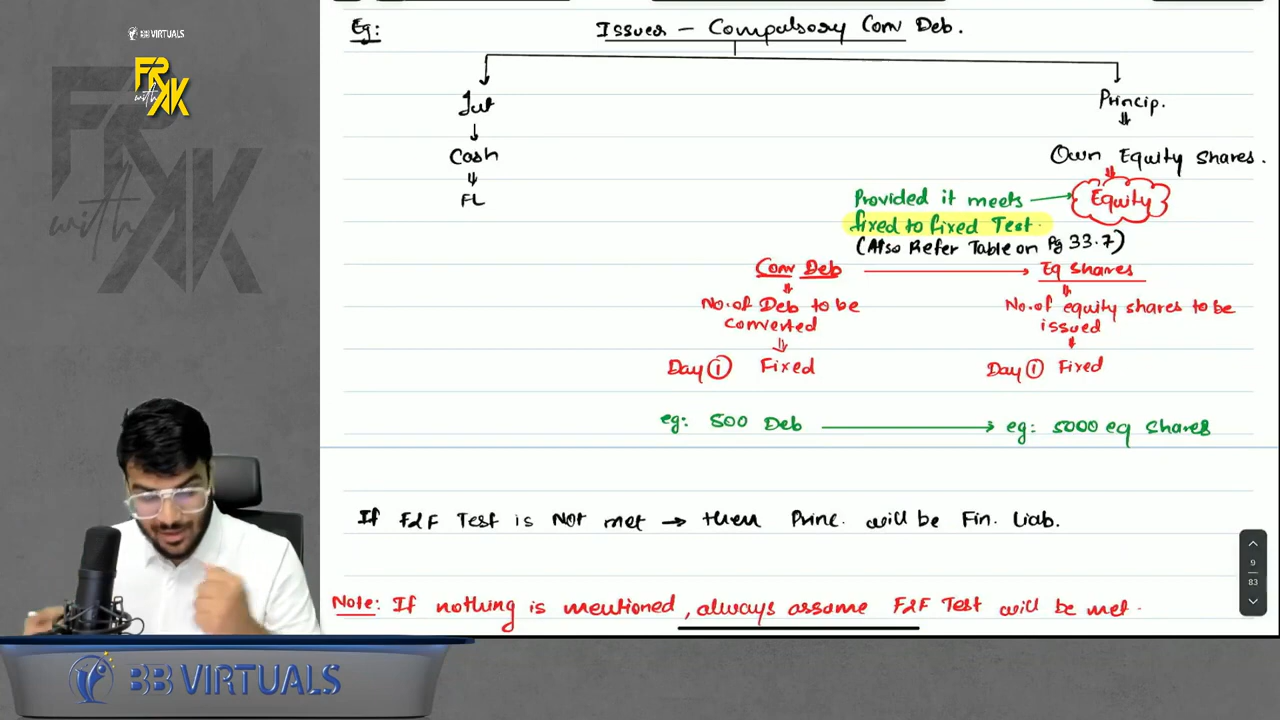 BB VIRTUALS
FR
with
AK
Eg:
Issuer - Compulsory Conv Deb.
Int
Princip.
Cash
Own Equity Shares.
FL
Provided it meets
Equity
fixed to fixed Test.
(Also Refer Table on Pg 33.7)
Conv Deb
Eq Shares
No. of Deb to be
converted
No. of equity shares to be
issued
Day 1 Fixed
Day 1 Fixed
eg: 500 Deb
eg: 5000 eq Shares
If F2F Test is Not met → then Princ. will be Fin. Liab.
9
83
Note: If nothing is mentioned, always assume F2F Test will be met.
BB VIRTUALS